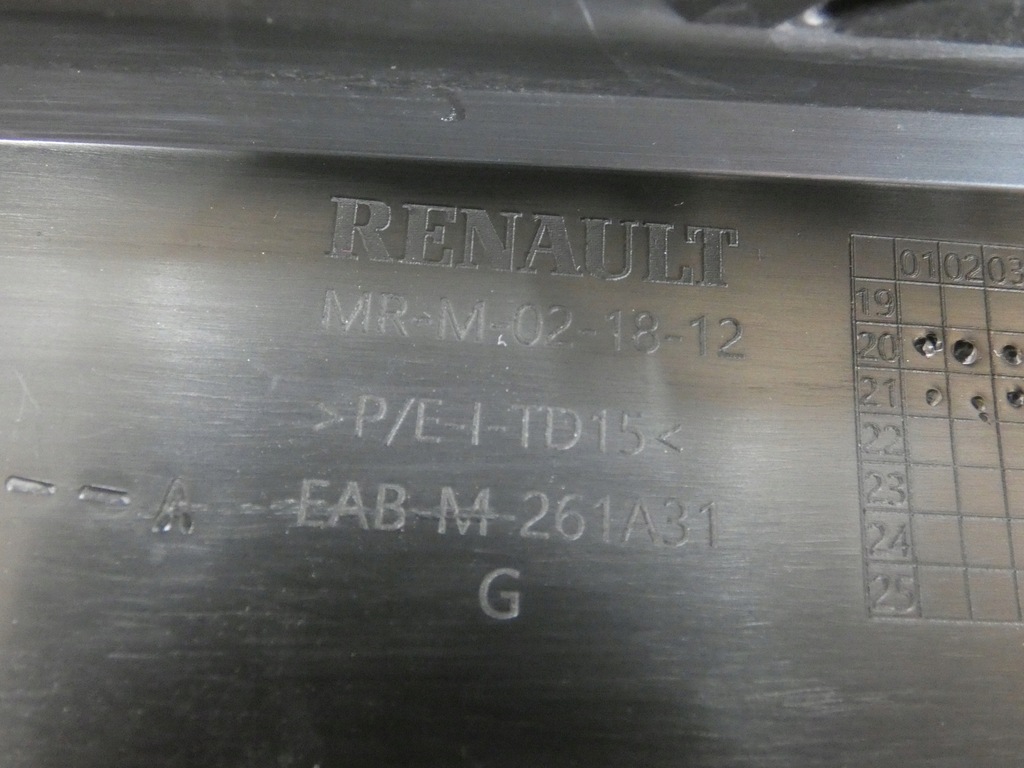 RENAULT
MR-M-02-18-12
>P/E-I-TD15<
--A
EAB-M-261A31
G
01 02 03
19
20
21
22
23
24
25